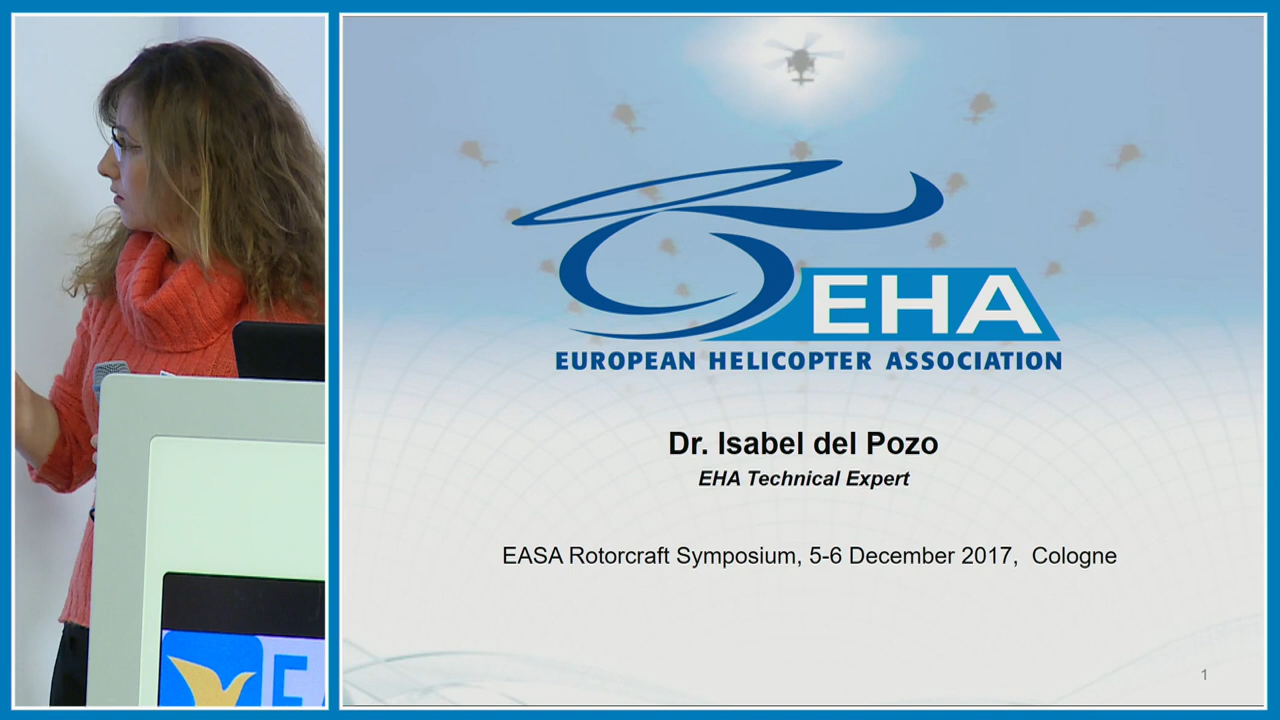 EHA
EUROPEAN HELICOPTER ASSOCIATION
Dr. Isabel del Pozo
EHA Technical Expert
EASA Rotorcraft Symposium, 5-6 December 2017, Cologne
1